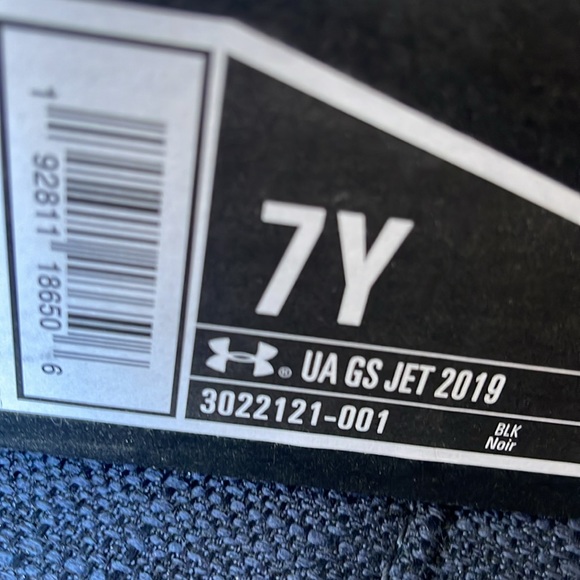 1 92811 18650 6
7Y
® UA GS JET 2019
3022121-001
BLK
Noir